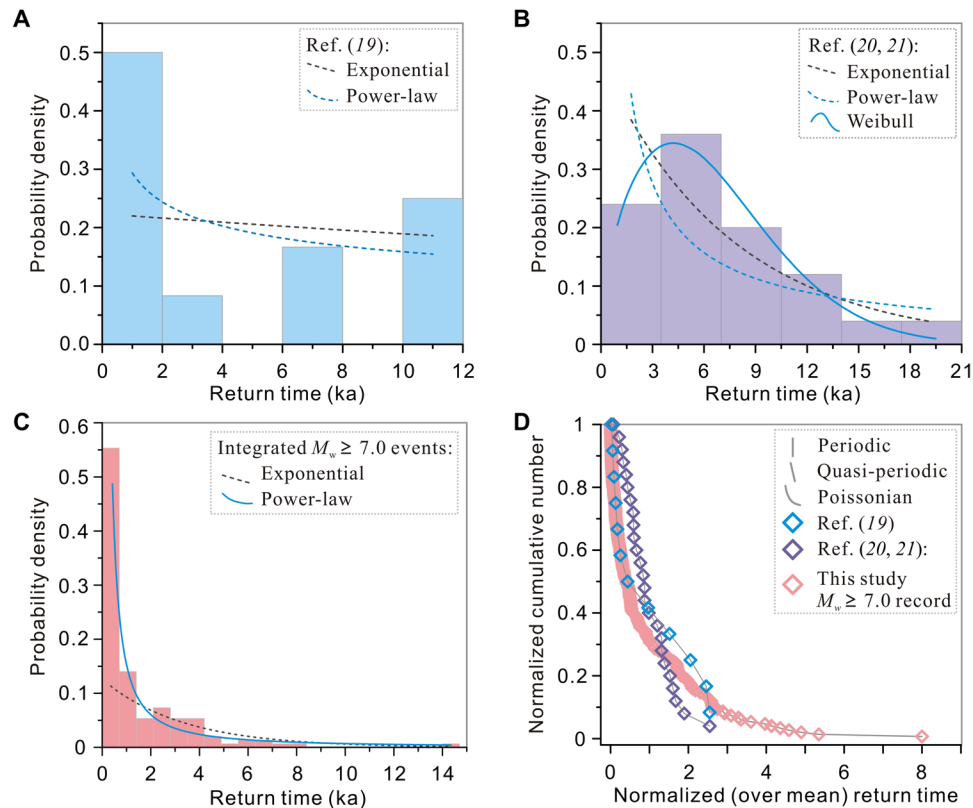 A
Ref. (19):
Exponential
Power-law
Probability density
0.5
0.4
0.3
0.2
0.1
0.0
0 2 4 6 8 10 12
Return time (ka)
B
Ref. (20, 21):
Exponential
Power-law
Weibull
Probability density
0.5
0.4
0.3
0.2
0.1
0
0 3 6 9 12 15 18 21
Return time (ka)
C
Integrated Mw ≥ 7.0 events:
Exponential
Power-law
Probability density
0.6
0.5
0.4
0.3
0.2
0.1
0
0 2 4 6 8 10 12 14
Return time (ka)
D
Periodic
Quasi-periodic
Poissonian
Ref. (19)
Ref. (20, 21):
This study
Mw ≥ 7.0 record
Normalized cumulative number
1
0.8
0.6
0.4
0.2
0
0 1 2 4 6 8
Normalized (over mean) return time